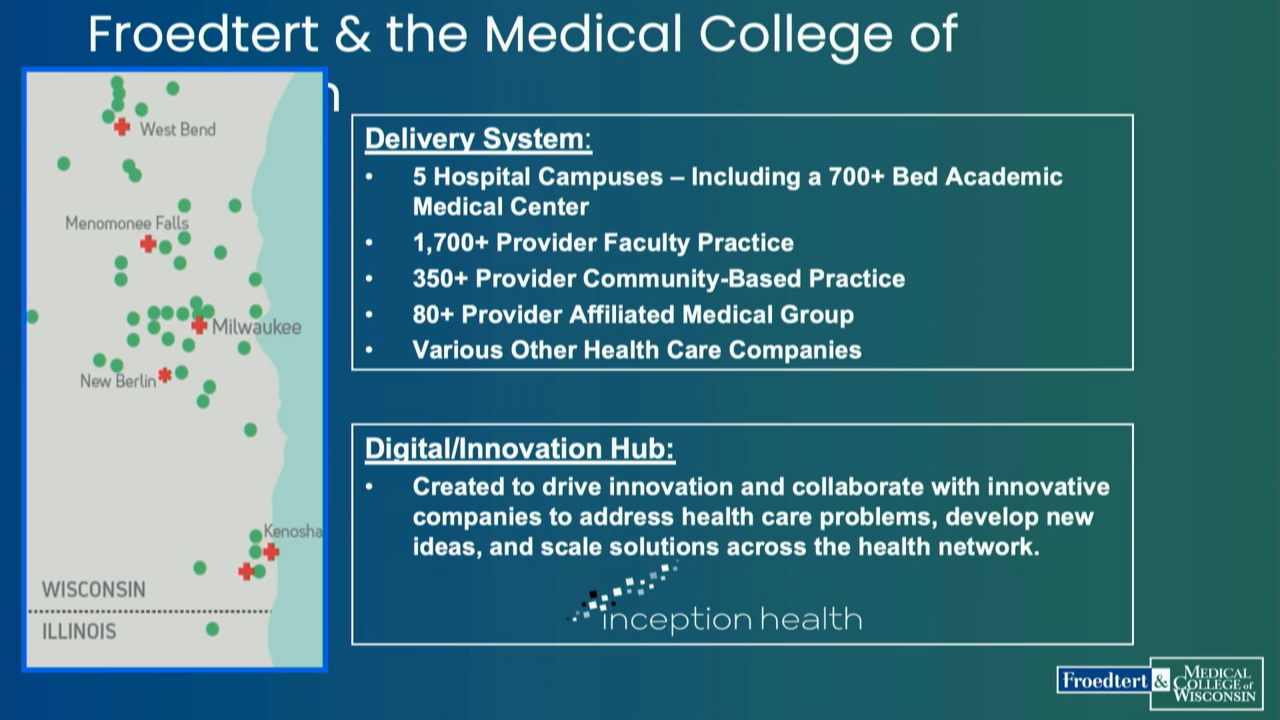 Froedtert & the Medical College of
n
West Bend
Menomonee Falls
Milwaukee
New Berlin
Kenosha
WISCONSIN
ILLINOIS
Delivery System:
• 5 Hospital Campuses – Including a 700+ Bed Academic
Medical Center
• 1,700+ Provider Faculty Practice
• 350+ Provider Community-Based Practice
• 80+ Provider Affiliated Medical Group
• Various Other Health Care Companies
Digital/Innovation Hub:
• Created to drive innovation and collaborate with innovative
companies to address health care problems, develop new
ideas, and scale solutions across the health network.
inception health
Froedtert & MEDICAL
COLLEGE of
WISCONSIN